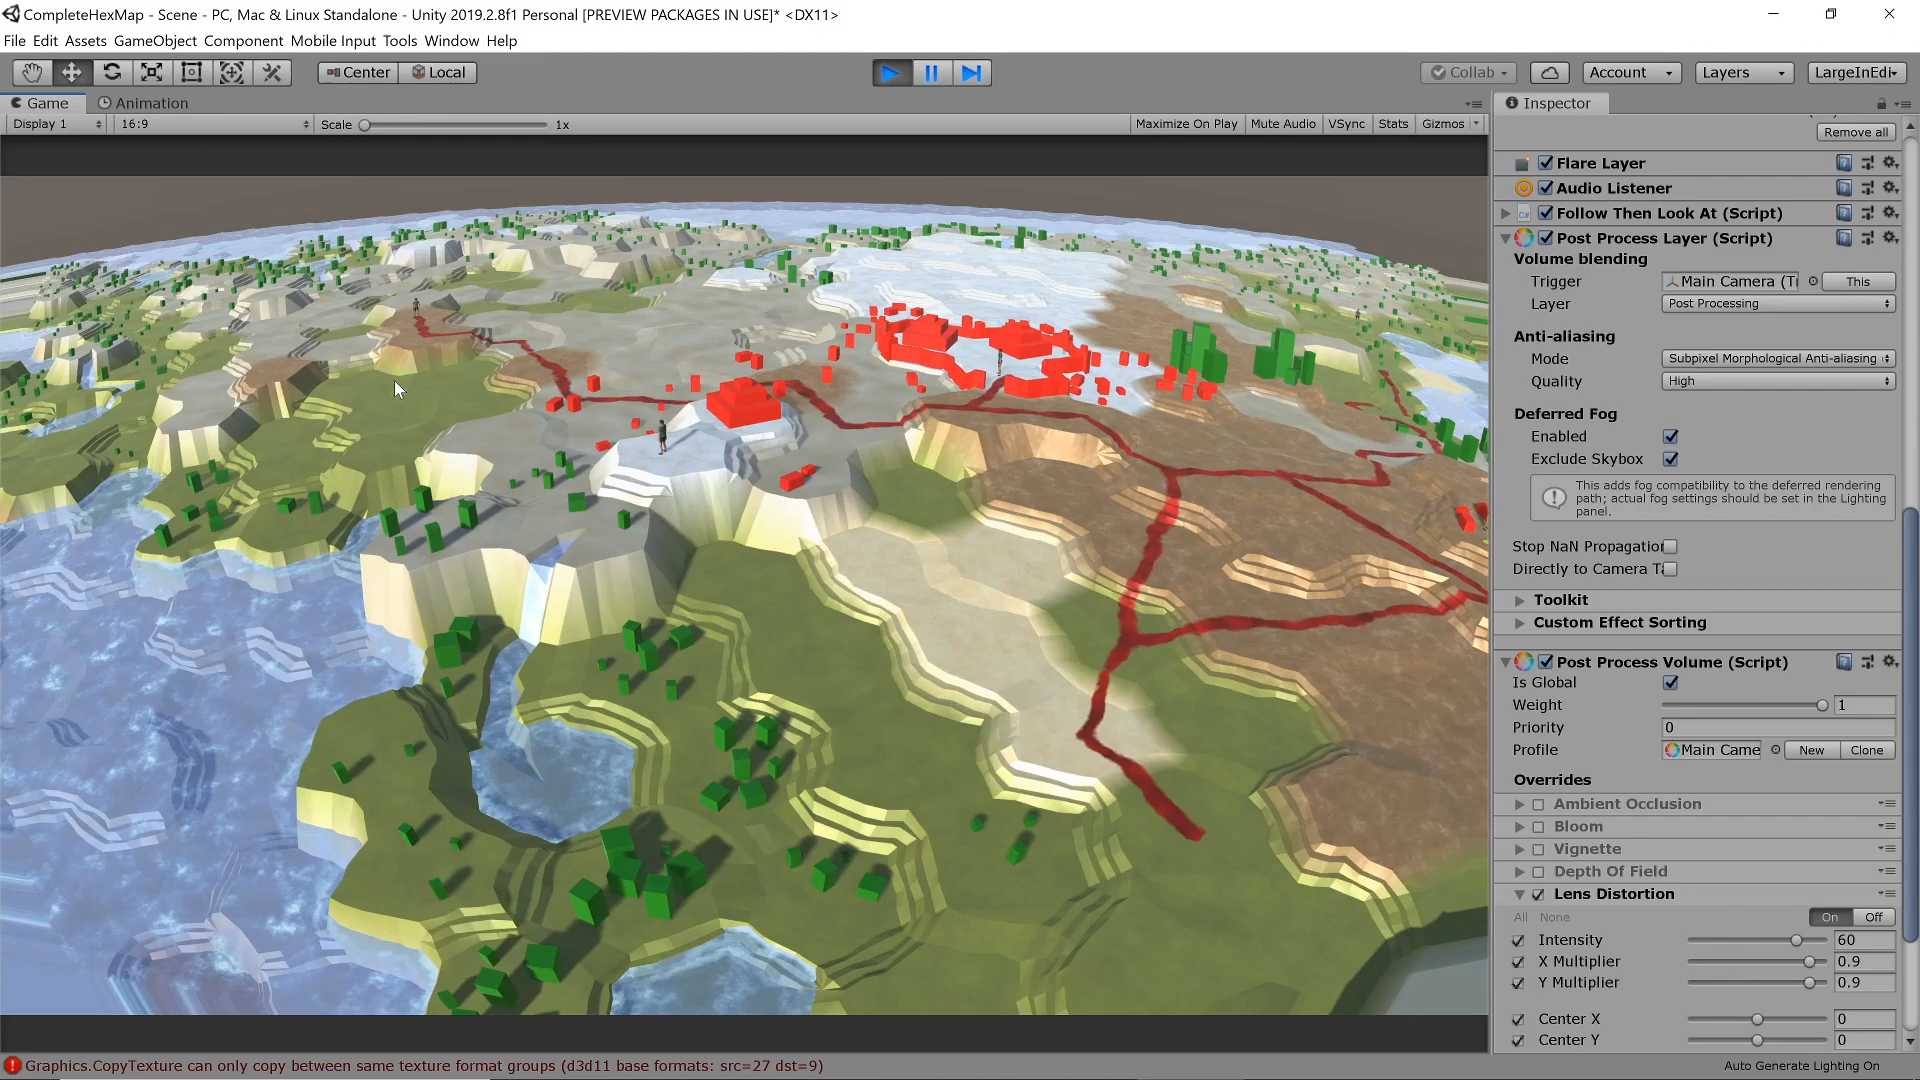 CompleteHexMap - Scene - PC, Mac & Linux Standalone - Unity 2019.2.8f1 Personal [PREVIEW PACKAGES IN USE]* <DX11>
File Edit Assets GameObject Component Mobile Input Tools Window Help
Center Local Collab Account Layers LargeInEdi
Game Animation Inspector
Display 1 16:9 Scale 1x Maximize On Play Mute Audio VSync Stats Gizmos
Remove all
Flare Layer
Audio Listener
Follow Then Look At (Script)
Post Process Layer (Script)
Volume blending
Trigger Main Camera (T This
Layer Post Processing
Anti-aliasing
Mode Subpixel Morphological Anti-aliasing
Quality High
Deferred Fog
Enabled
Exclude Skybox
This adds fog compatibility to the deferred rendering
path; actual fog settings should be set in the Lighting
panel.
Stop NaN Propagation
Directly to Camera Ta
Toolkit
Custom Effect Sorting
Post Process Volume (Script)
Is Global
Weight 1
Priority 0
Profile Main Came New Clone
Overrides
Ambient Occlusion
Bloom
Vignette
Depth Of Field
Lens Distortion
All None On Off
Intensity 60
X Multiplier 0.9
Y Multiplier 0.9
Center X 0
Center Y 0
Graphics.CopyTexture can only copy between same texture format groups (d3d11 base formats: src=27 dst=9)
Auto Generate Lighting On